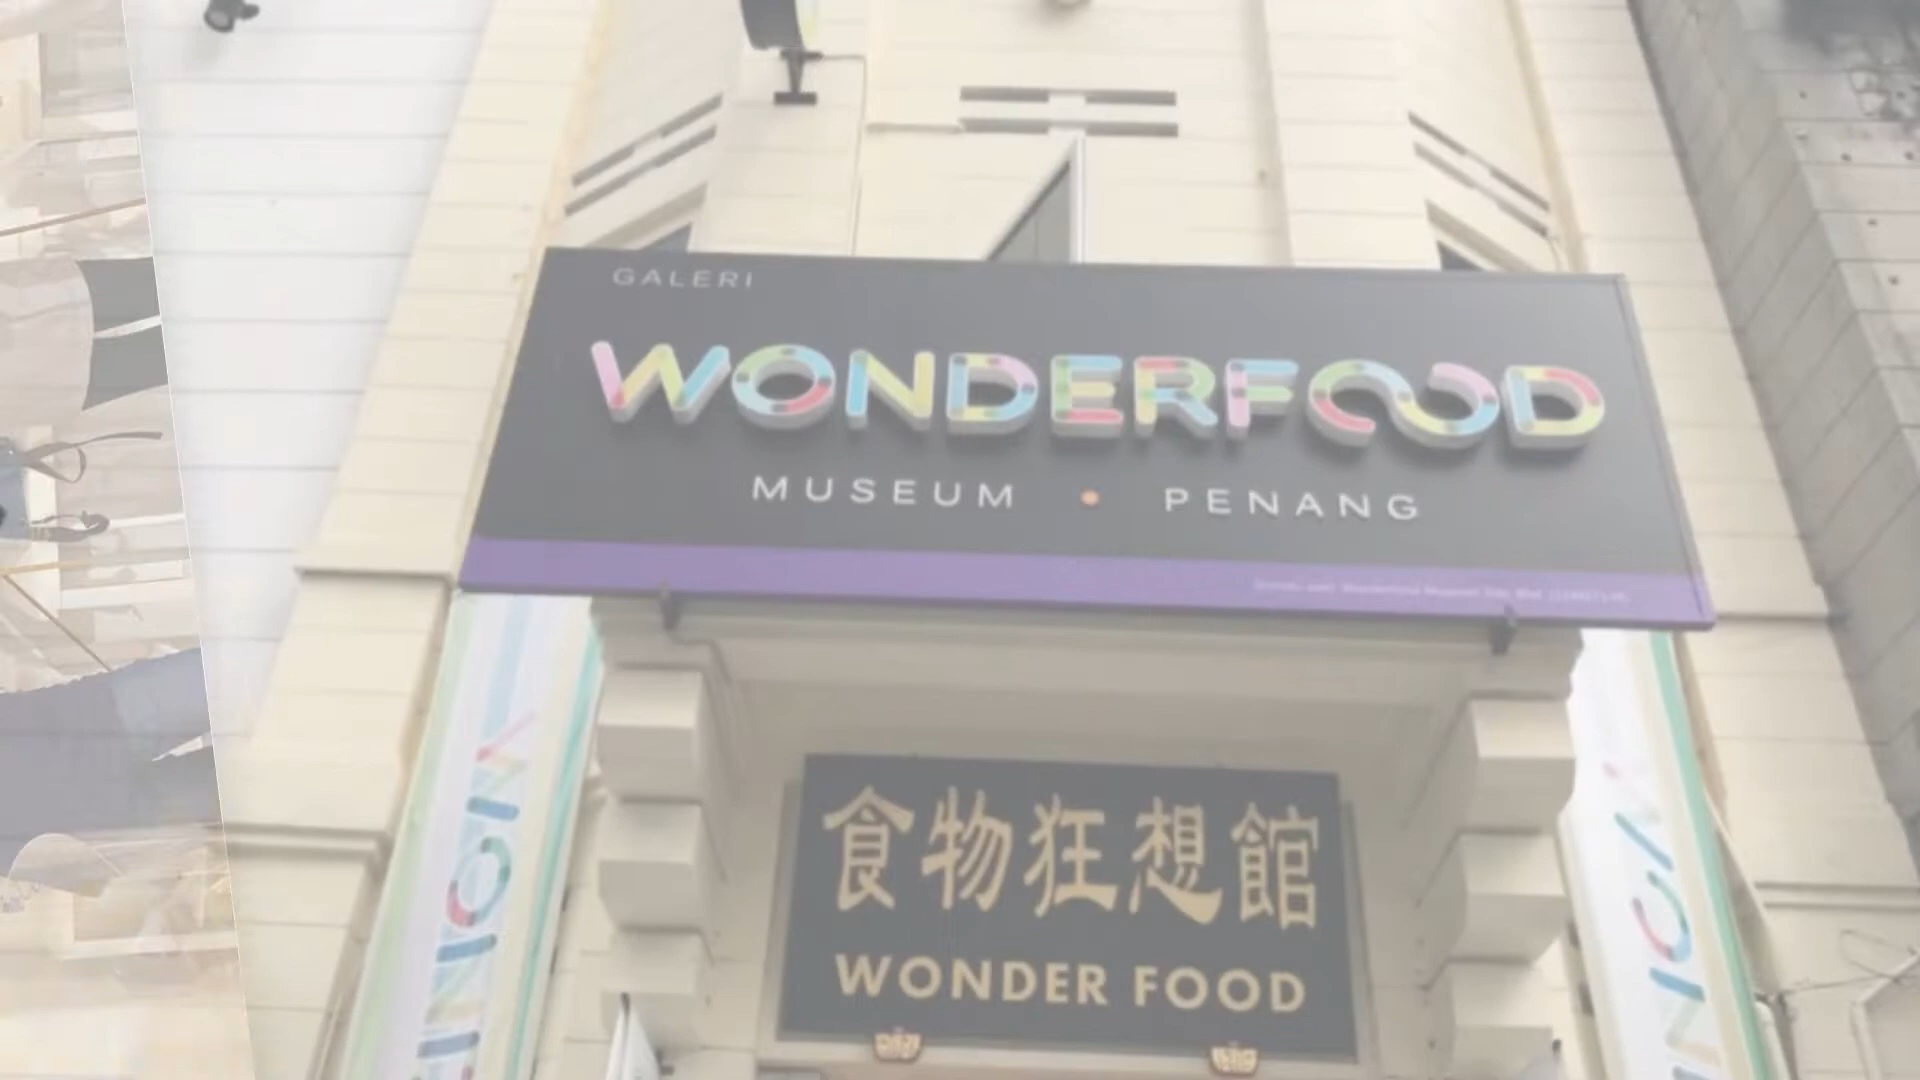 GALERI
WONDERFOOD
MUSEUM • PENANG
食物狂想館
WONDER FOOD